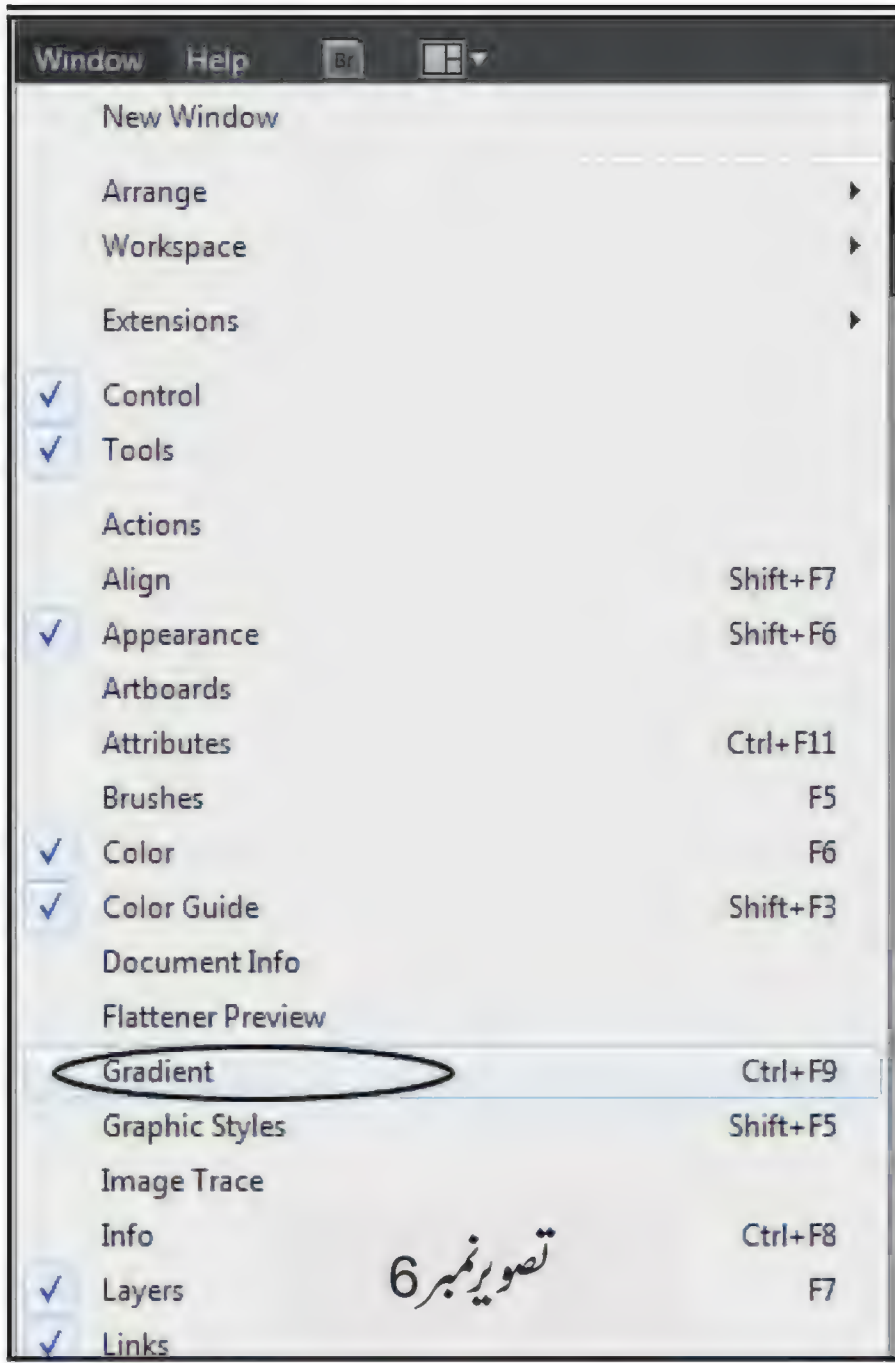 Window Help Br
New Window
Arrange
Workspace
Extensions
✓ Control
✓ Tools
Actions
Align Shift+F7
✓ Appearance Shift+F6
Artboards
Attributes Ctrl+F11
Brushes F5
✓ Color F6
✓ Color Guide Shift+F3
Document Info
Flattener Preview
Gradient Ctrl+F9
Graphic Styles Shift+F5
Image Trace
Info Ctrl+F8
✓ Layers F7
✓ Links
تصویر نمبر 6